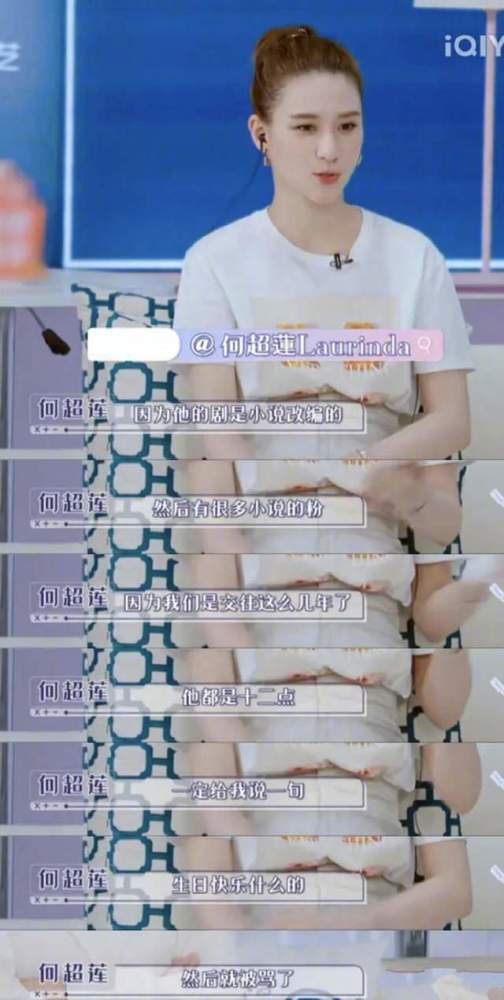 iQIY
@何超蓮Laurinda
何超莲
因为他的剧是小说改编的
何超莲
然后有很多小说的粉
何超莲
因为我们是交往这么几年了
何超莲
他都是十二点
何超莲
一定给我说一句
何超莲
生日快乐什么的
何超莲
然后就被骂了